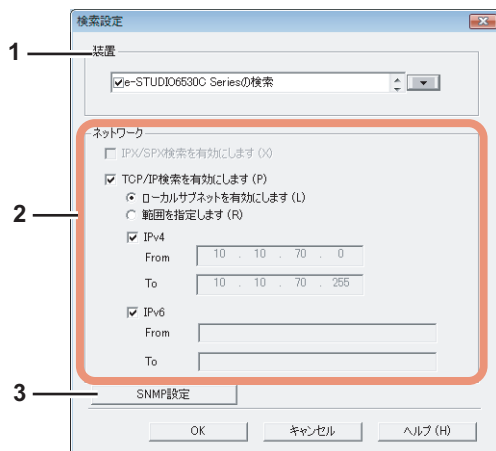 検索設定
1
装置
e-STUDIO6530C Seriesの検索
ネットワーク
IPX/SPX検索を有効にします(X)
2
TCP/IP検索を有効にします(P)
ローカルサブネットを有効にします(L)
範囲を指定します(R)
IPv4
From 10 . 10 . 70 . 0
To 10 . 10 . 70 . 255
IPv6
From
To
3
SNMP設定
OK キャンセル ヘルプ(H)